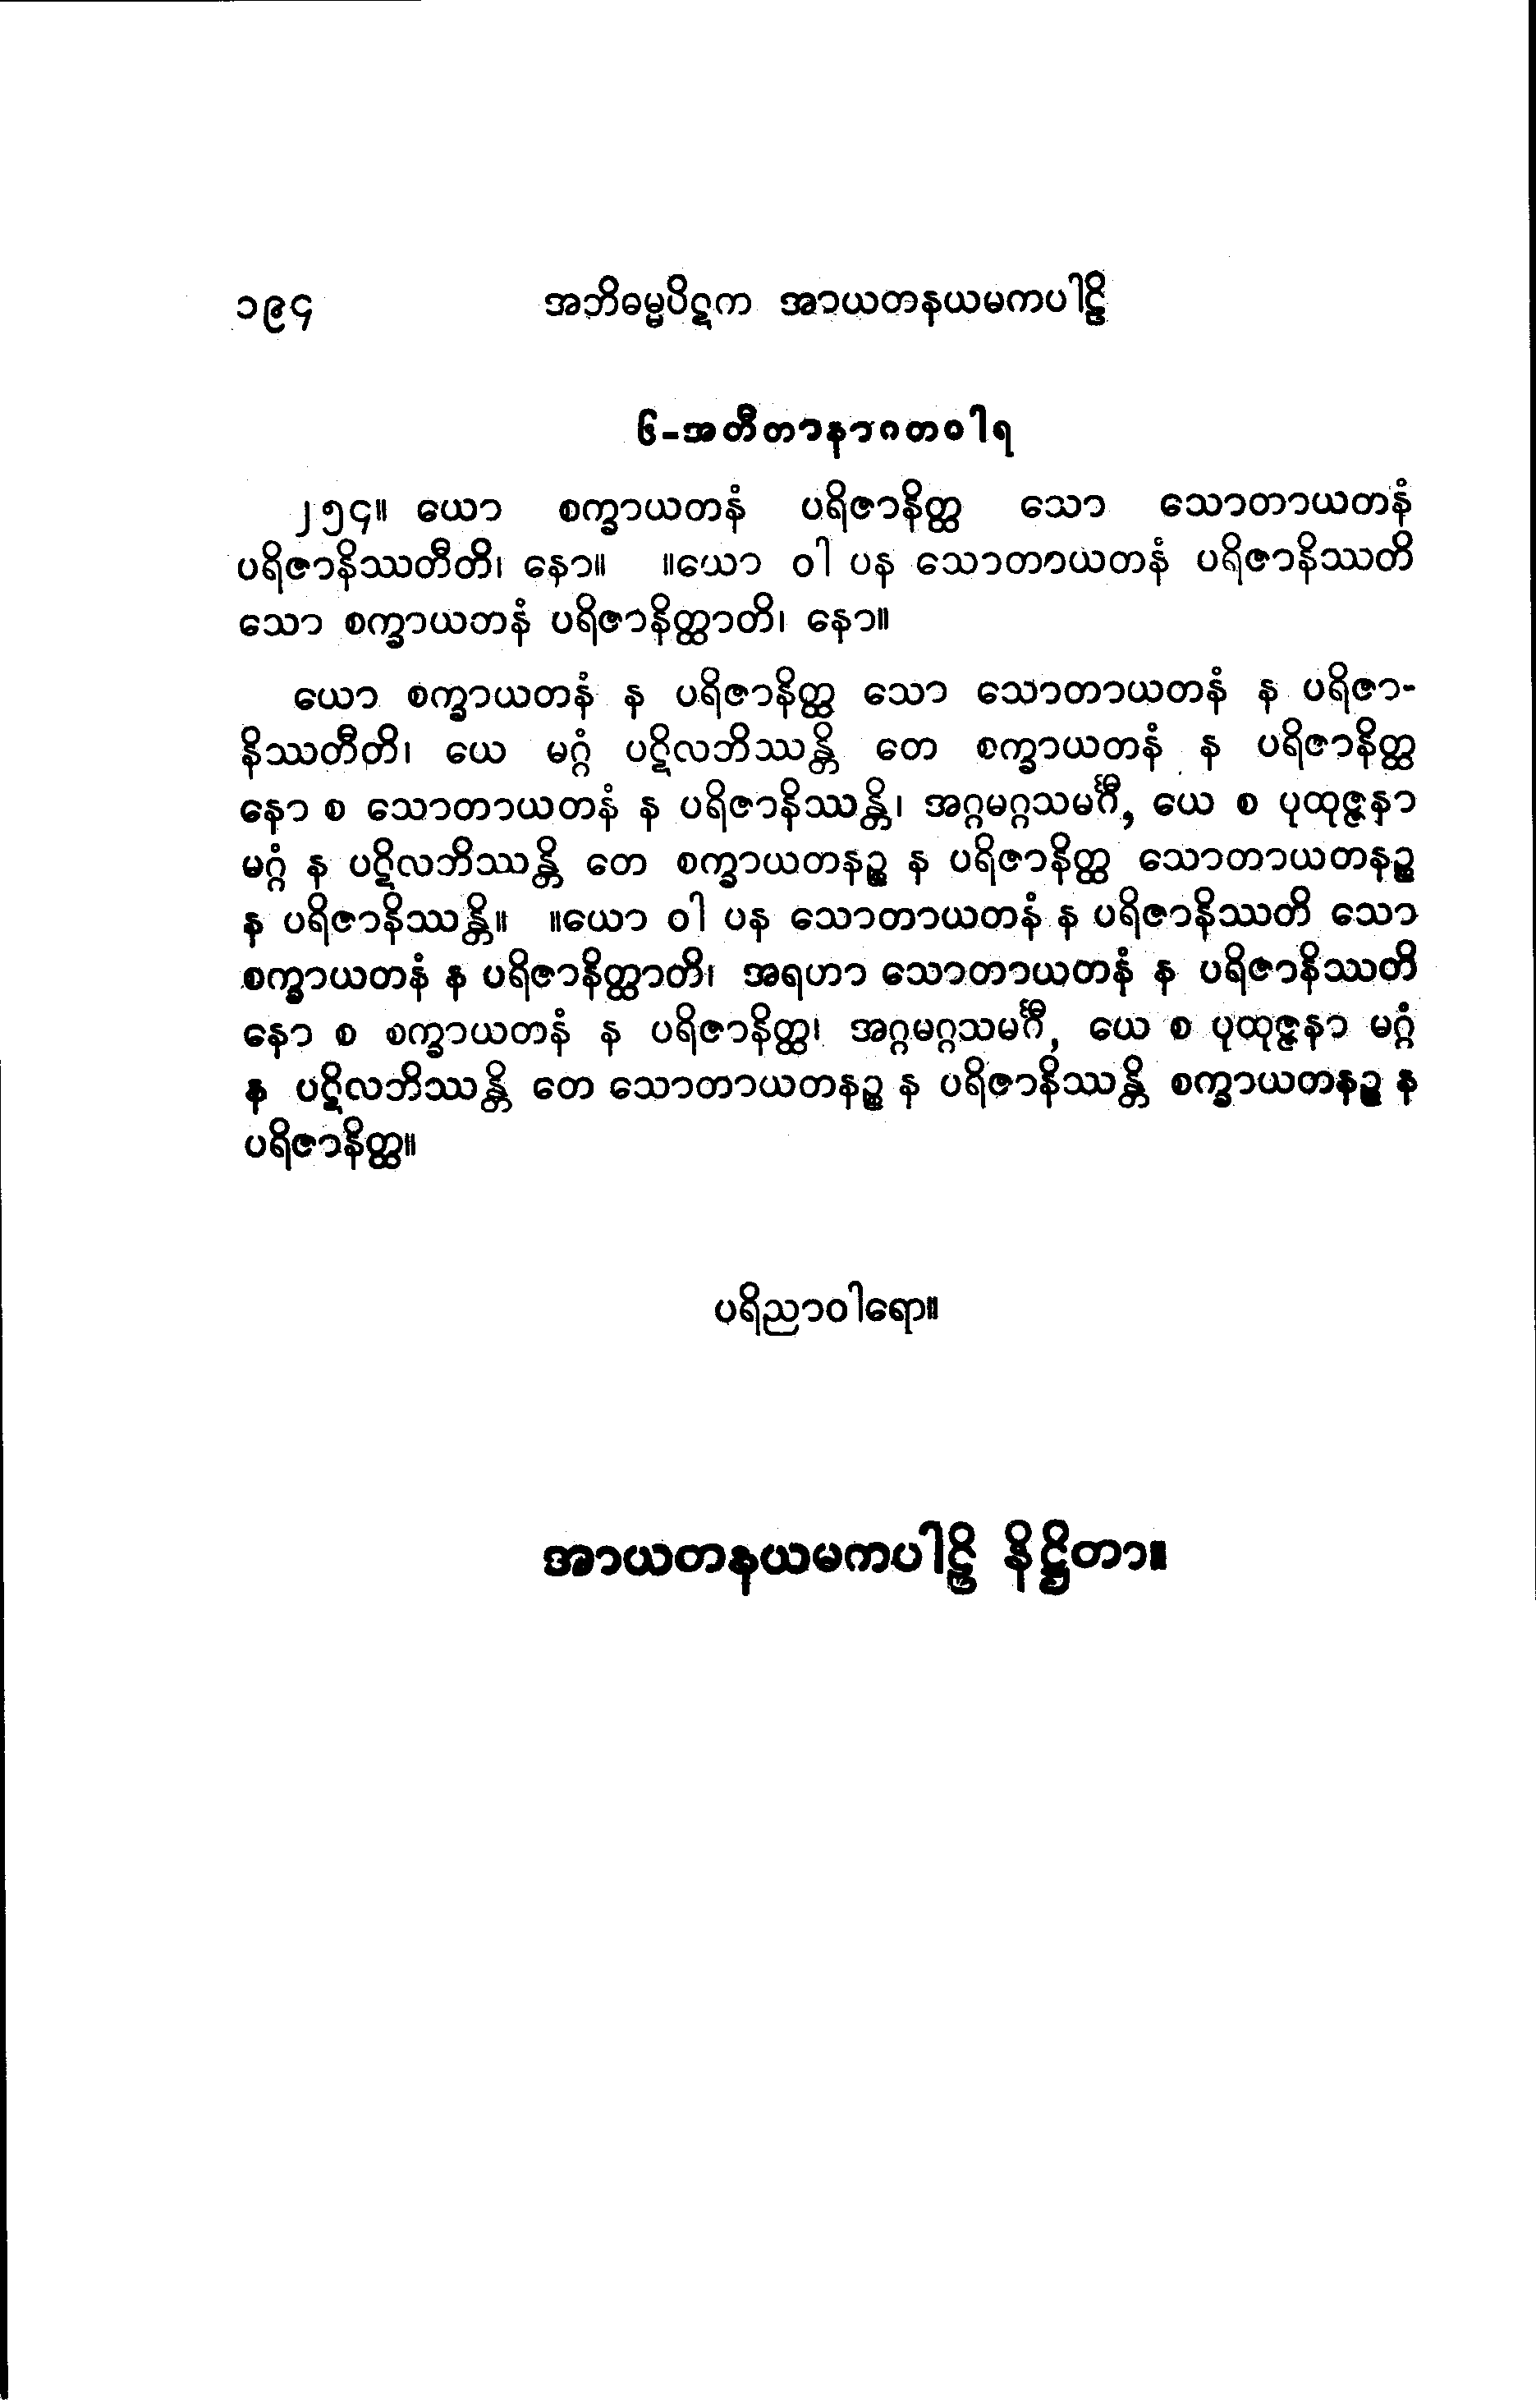 ၁၉၄ အဘိဓမ္မပိဋက အာယတနယမကပါဠိ
၆-အတီတာနာဂတဝါရ
၂၅၄။ ယော စက္ခာယတနံ ပရိဇာနိတ္ထ သော သောတာယတနံ
ပရိဇာနိဿတီတိ၊ နော။ ။ယော ဝါ ပန သောတာယတနံ ပရိဇာနိဿတိ
သော စက္ခာယတနံ ပရိဇာနိတ္ထာတိ၊ နော။
ယော စက္ခာယတနံ န ပရိဇာနိတ္ထ သော သောတာယတနံ န ပရိဇာ-
နိဿတီတိ၊ ယေ မဂ္ဂံ ပဋိလဘိဿန္တိ တေ စက္ခာယတနံ န ပရိဇာနိတ္ထ
နော စ သောတာယတနံ န ပရိဇာနိဿန္တိ၊ အဂ္ဂမဂ္ဂသမင်္ဂီ, ယေ စ ပုထုဇ္ဇနာ
မဂ္ဂံ န ပဋိလဘိဿန္တိ တေ စက္ခာယတနဉ္စ န ပရိဇာနိတ္ထ သောတာယတနဉ္စ
န ပရိဇာနိဿန္တိ။ ။ယော ဝါ ပန သောတာယတနံ န ပရိဇာနိဿတိ သော
စက္ခာယတနံ န ပရိဇာနိတ္ထာတိ၊ အရဟာ သောတာယတနံ န ပရိဇာနိဿတိ
နော စ စက္ခာယတနံ န ပရိဇာနိတ္ထ၊ အဂ္ဂမဂ္ဂသမင်္ဂီ, ယေ စ ပုထုဇ္ဇနာ မဂ္ဂံ
န ပဋိလဘိဿန္တိ တေ သောတာယတနဉ္စ န ပရိဇာနိဿန္တိ စက္ခာယတနဉ္စ န
ပရိဇာနိတ္ထ။
ပရိညာဝါရော။
အာယတနယမကပါဠိ နိဋ္ဌိတာ။